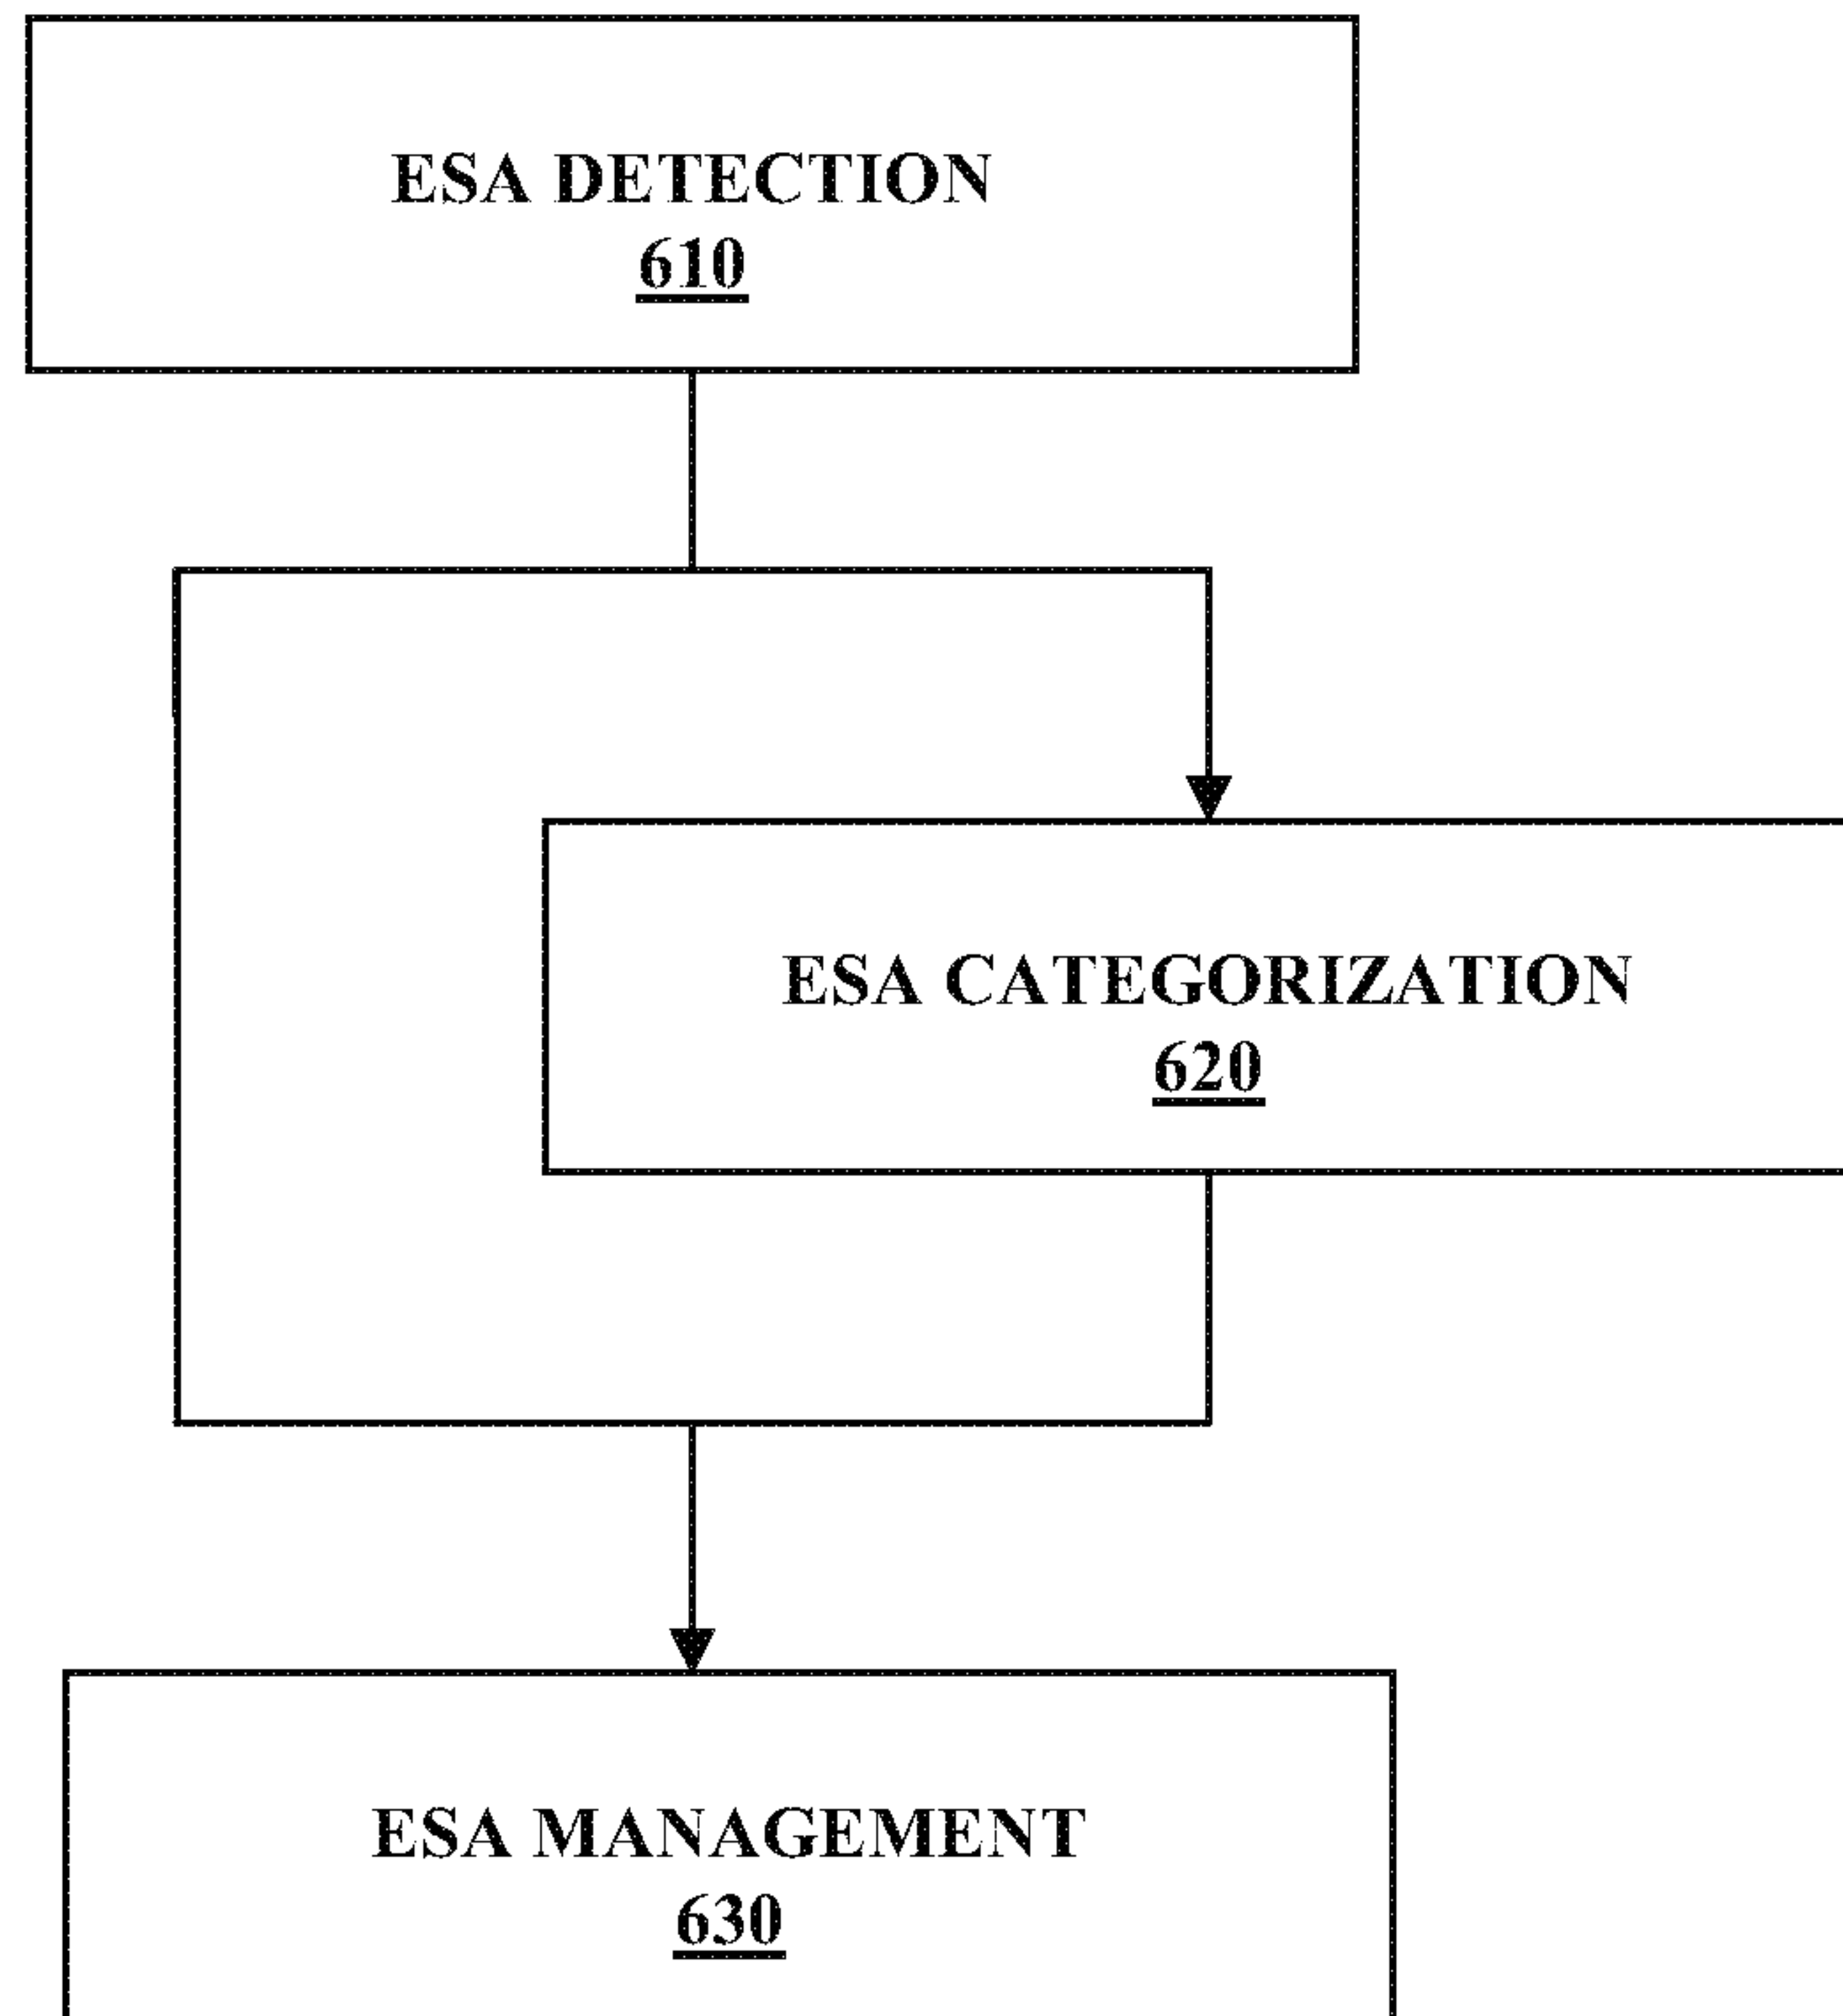 ESA DETECTION
610
ESA CATEGORIZATION
620
ESA MANAGEMENT
630